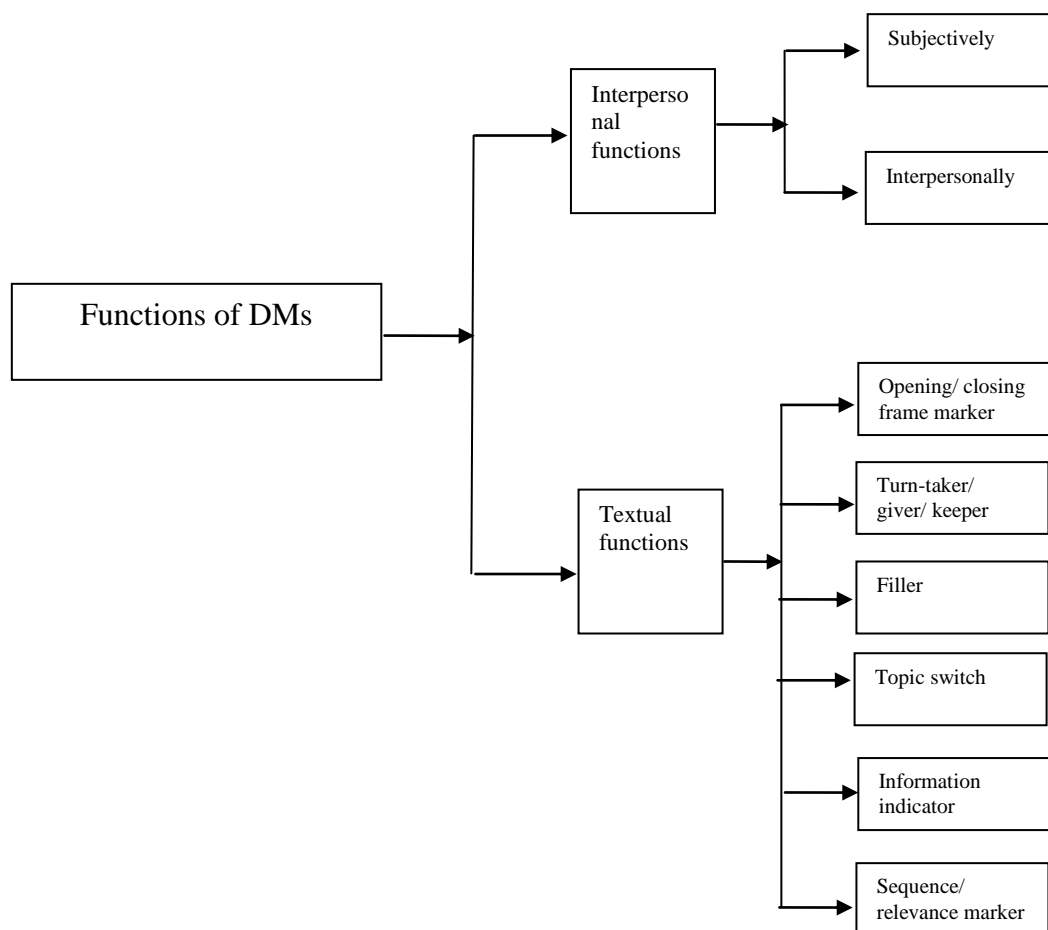 Subjectively
Interperso
nal
functions
Interpersonally
Functions of DMs
Opening/ closing
frame marker
Turn-taker/
giver/ keeper
Textual
functions
Filler
Topic switch
Information
indicator
Sequence/
relevance marker